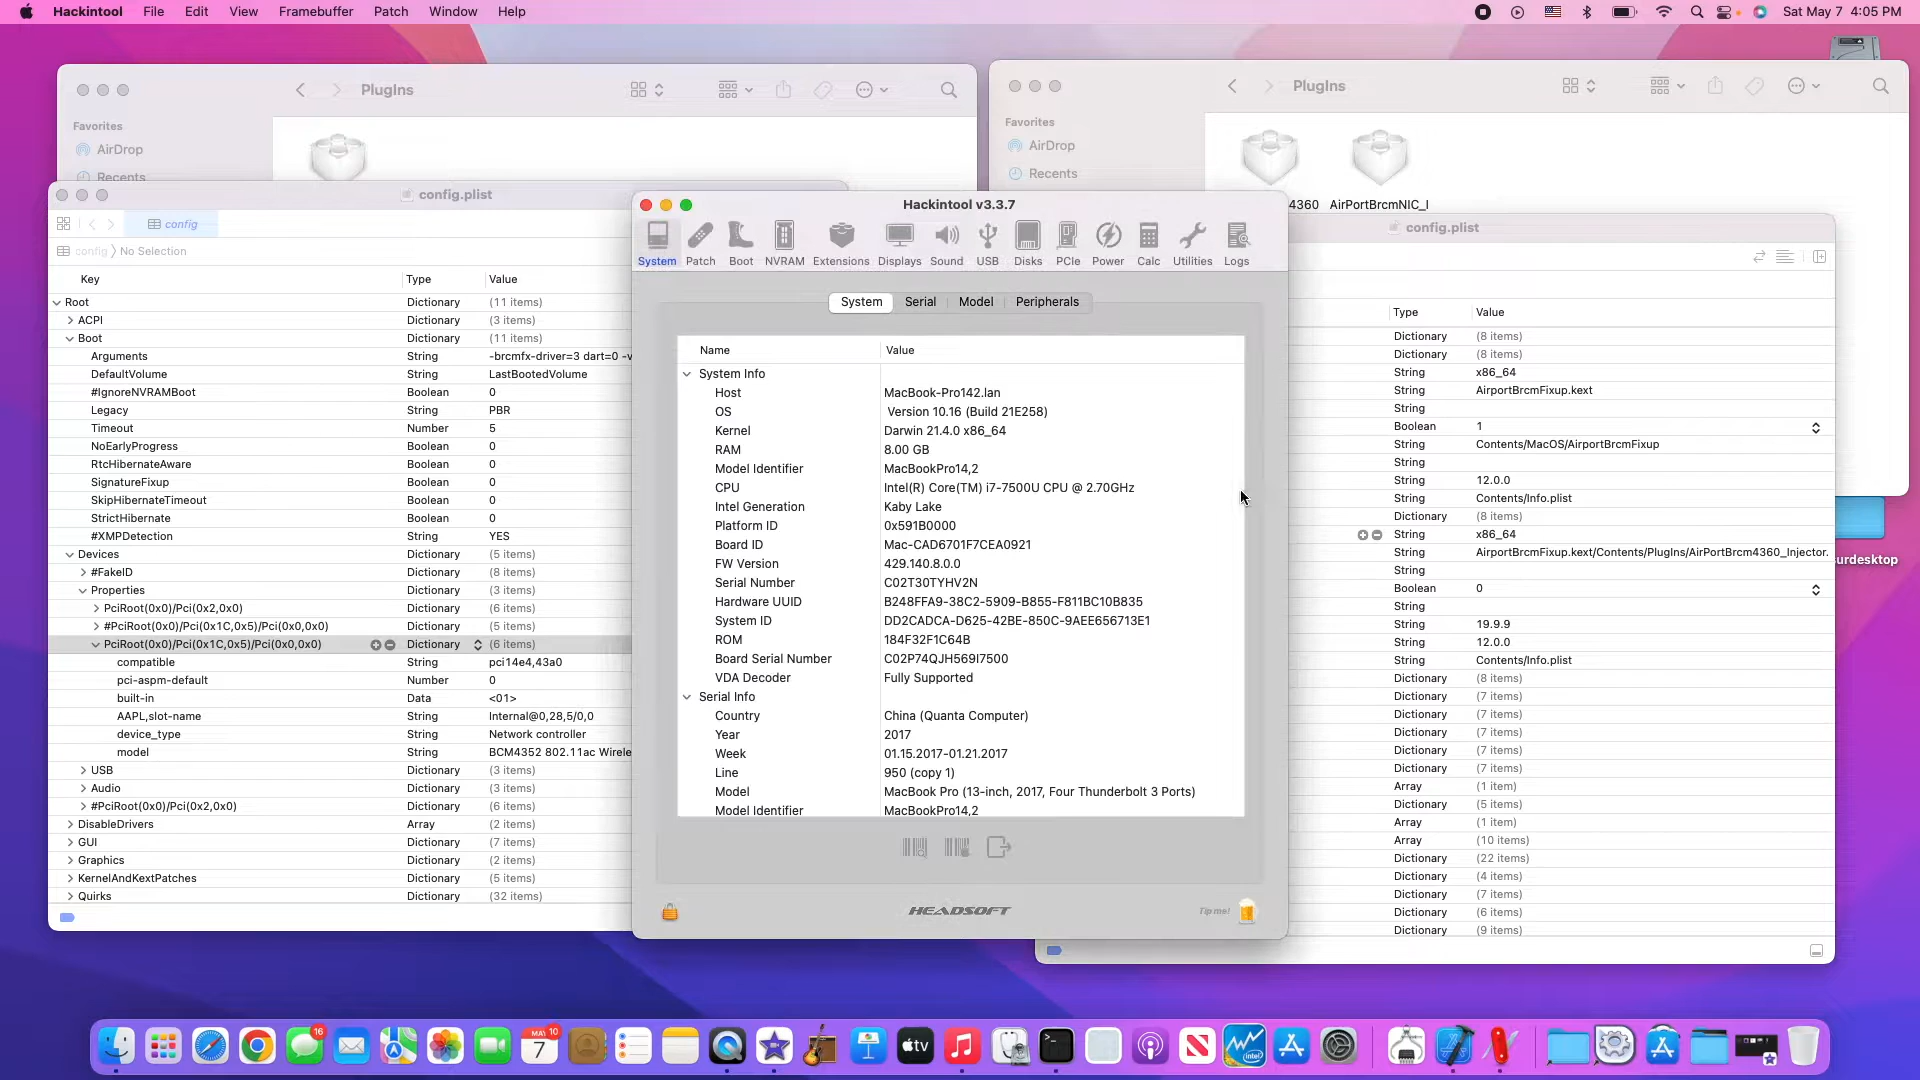 Hackintool File Edit View Framebuffer Patch Window Help Sat May 7 4:05 PM
PlugIns
Favorites
AirDrop
Recents
PlugIns
Favorites
AirDrop
Recents
4360 AirPortBrcmNIC_I
config.plist
config
config No Selection
Key Type Value
Root Dictionary (11 items)
ACPI Dictionary (3 items)
Boot Dictionary (11 items)
Arguments String -brcmfx-driver=3 dart=0 -v
DefaultVolume String LastBootedVolume
#IgnoreNVRAMBoot Boolean 0
Legacy String PBR
Timeout Number 5
NoEarlyProgress Boolean 0
RtcHibernateAware Boolean 0
SignatureFixup Boolean 0
SkipHibernateTimeout Boolean 0
StrictHibernate Boolean 0
#XMPDetection String YES
Devices Dictionary (5 items)
#FakeID Dictionary (8 items)
Properties Dictionary (3 items)
PciRoot(0x0)/Pci(0x2,0x0) Dictionary (6 items)
#PciRoot(0x0)/Pci(0x1C,0x5)/Pci(0x0,0x0) Dictionary (5 items)
PciRoot(0x0)/Pci(0x1C,0x5)/Pci(0x0,0x0) Dictionary (6 items)
compatible String pci14e4,43a0
pci-aspm-default Number 0
built-in Data <01>
AAPL,slot-name String Internal@0,28,5/0,0
device_type String Network controller
model String BCM4352 802.11ac Wirele
USB Dictionary (3 items)
Audio Dictionary (3 items)
#PciRoot(0x0)/Pci(0x2,0x0) Dictionary (6 items)
DisableDrivers Array (2 items)
GUI Dictionary (7 items)
Graphics Dictionary (2 items)
KernelAndKextPatches Dictionary (5 items)
Quirks Dictionary (32 items)
Hackintool v3.3.7
System Patch Boot NVRAM Extensions Displays Sound USB Disks PCIe Power Calc Utilities Logs
System Serial Model Peripherals
Name Value
System Info
Host MacBook-Pro142.lan
OS Version 10.16 (Build 21E258)
Kernel Darwin 21.4.0 x86_64
RAM 8.00 GB
Model Identifier MacBookPro14,2
CPU Intel(R) Core(TM) i7-7500U CPU @ 2.70GHz
Intel Generation Kaby Lake
Platform ID 0x591B0000
Board ID Mac-CAD6701F7CEA0921
FW Version 429.140.8.0.0
Serial Number C02T30TYHV2N
Hardware UUID B248FFA9-38C2-5909-B855-F811BC10B835
System ID DD2CADCA-D625-42BE-850C-9AEE656713E1
ROM 184F32F1C64B
Board Serial Number C02P74QJH569I7500
VDA Decoder Fully Supported
Serial Info
Country China (Quanta Computer)
Year 2017
Week 01.15.2017-01.21.2017
Line 950 (copy 1)
Model MacBook Pro (13-inch, 2017, Four Thunderbolt 3 Ports)
Model Identifier MacBookPro14,2
HEADSOFT
Tip me!
config.plist
Type Value
Dictionary (8 items)
Dictionary (8 items)
String x86_64
String AirportBrcmFixup.kext
String
Boolean 1
String Contents/MacOS/AirportBrcmFixup
String
String 12.0.0
String Contents/Info.plist
Dictionary (8 items)
String x86_64
String AirportBrcmFixup.kext/Contents/PlugIns/AirPortBrcm4360_Injector.
String
Boolean 0
String
String 19.9.9
String 12.0.0
String Contents/Info.plist
Dictionary (8 items)
Dictionary (7 items)
Dictionary (7 items)
Dictionary (7 items)
Dictionary (7 items)
Dictionary (7 items)
Array (1 item)
Dictionary (5 items)
Array (1 item)
Array (10 items)
Dictionary (22 items)
Dictionary (4 items)
Dictionary (7 items)
Dictionary (6 items)
Dictionary (9 items)
urdesktop
16
MAY
7
10
tv
intel